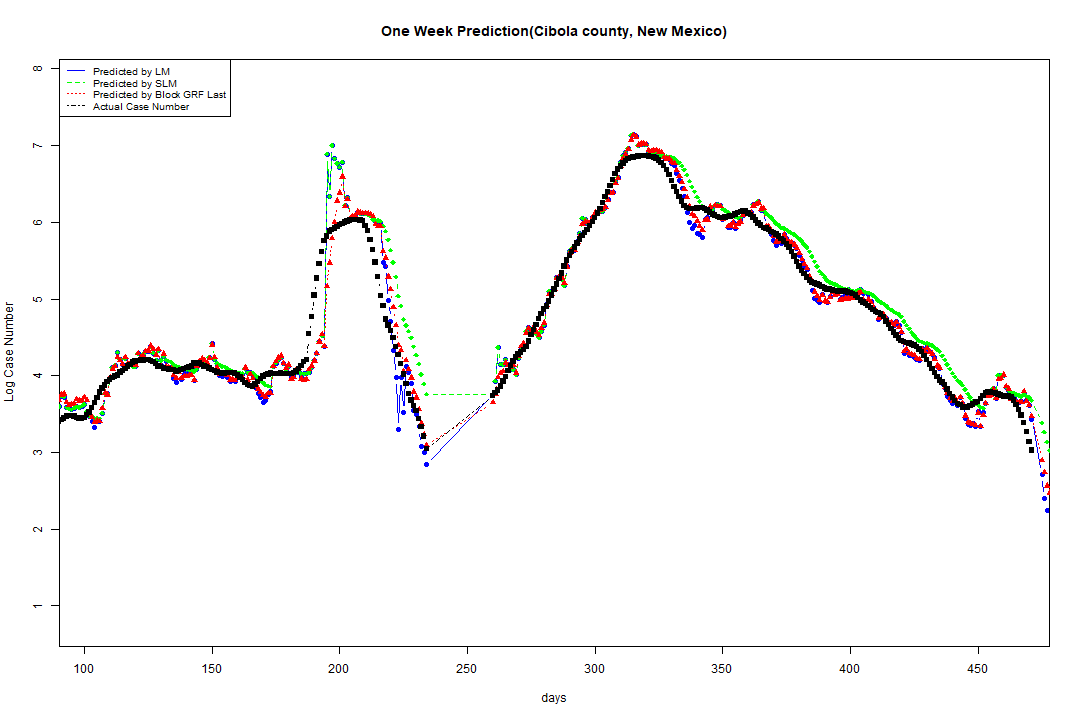 One Week Prediction(Cibola county, New Mexico)
Predicted by LM
Predicted by SLM
Predicted by Block GRF Last
Actual Case Number
8
7
6
5
4
3
2
1
Log Case Number
100 150 200 250 300 350 400 450
days